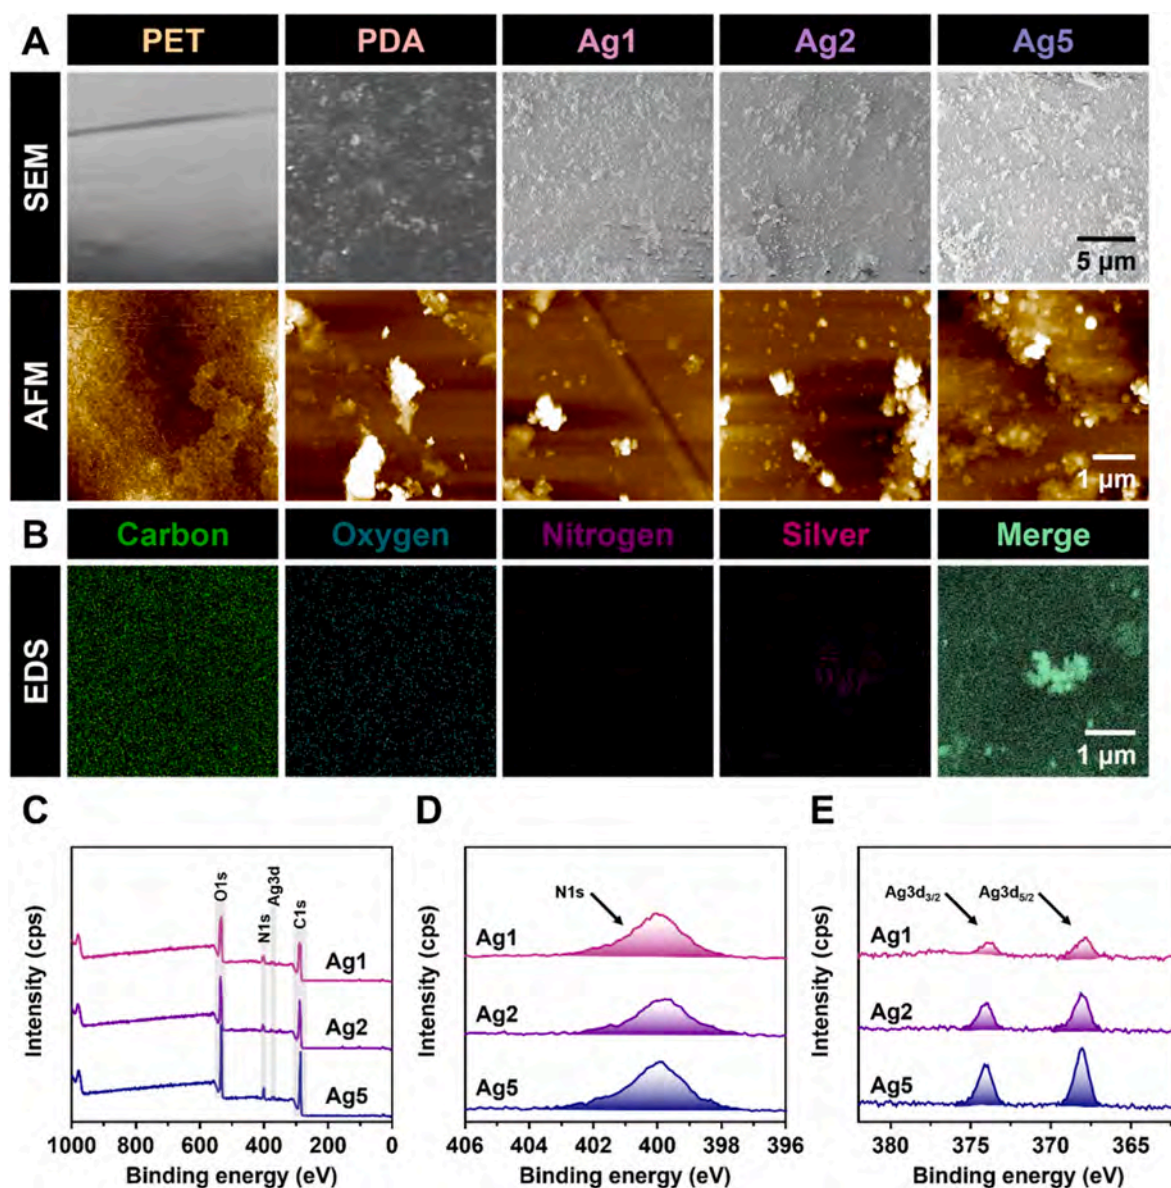 A PET PDA Ag1 Ag2 Ag5
SEM
5 µm
AFM
1 µm
B Carbon Oxygen Nitrogen Silver Merge
EDS
1 µm
C D E
O1s
N1s
Ag3d
C1s
Ag1
Ag2
Ag5
Intensity (cps)
1000 800 600 400 200 0
Binding energy (eV)
N1s
Ag1
Ag2
Ag5
Intensity (cps)
406 404 402 400 398 396
Binding energy (eV)
Ag3d3/2 Ag3d5/2
Ag1
Ag2
Ag5
Intensity (cps)
380 375 370 365
Binding energy (eV)